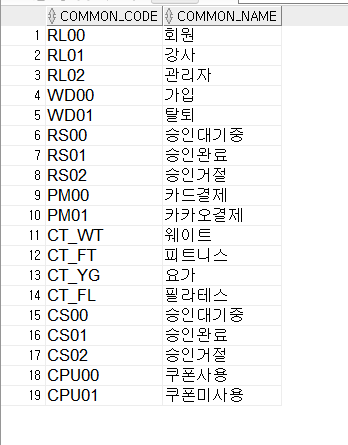 COMMON_CODE COMMON_NAME
1 RL00 회원
2 RL01 강사
3 RL02 관리자
4 WD00 가입
5 WD01 탈퇴
6 RS00 승인대기중
7 RS01 승인완료
8 RS02 승인거절
9 PM00 카드결제
10 PM01 카카오결제
11 CT_WT 웨이트
12 CT_FT 피트니스
13 CT_YG 요가
14 CT_FL 필라테스
15 CS00 승인대기중
16 CS01 승인완료
17 CS02 승인거절
18 CPU00 쿠폰사용
19 CPU01 쿠폰미사용